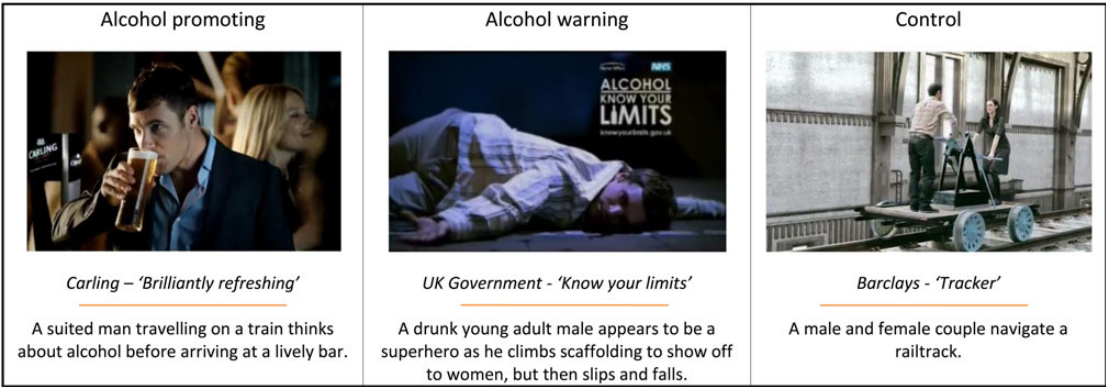 Alcohol promoting
CARLING
Carling – ‘Brilliantly refreshing’
A suited man travelling on a train thinks
about alcohol before arriving at a lively bar.
Alcohol warning
NHS
ALCOHOL
KNOW YOUR
LIMITS
knowyourlimits.gov.uk
UK Government - ‘Know your limits’
A drunk young adult male appears to be a
superhero as he climbs scaffolding to show off
to women, but then slips and falls.
Control
Barclays - ‘Tracker’
A male and female couple navigate a
railtrack.